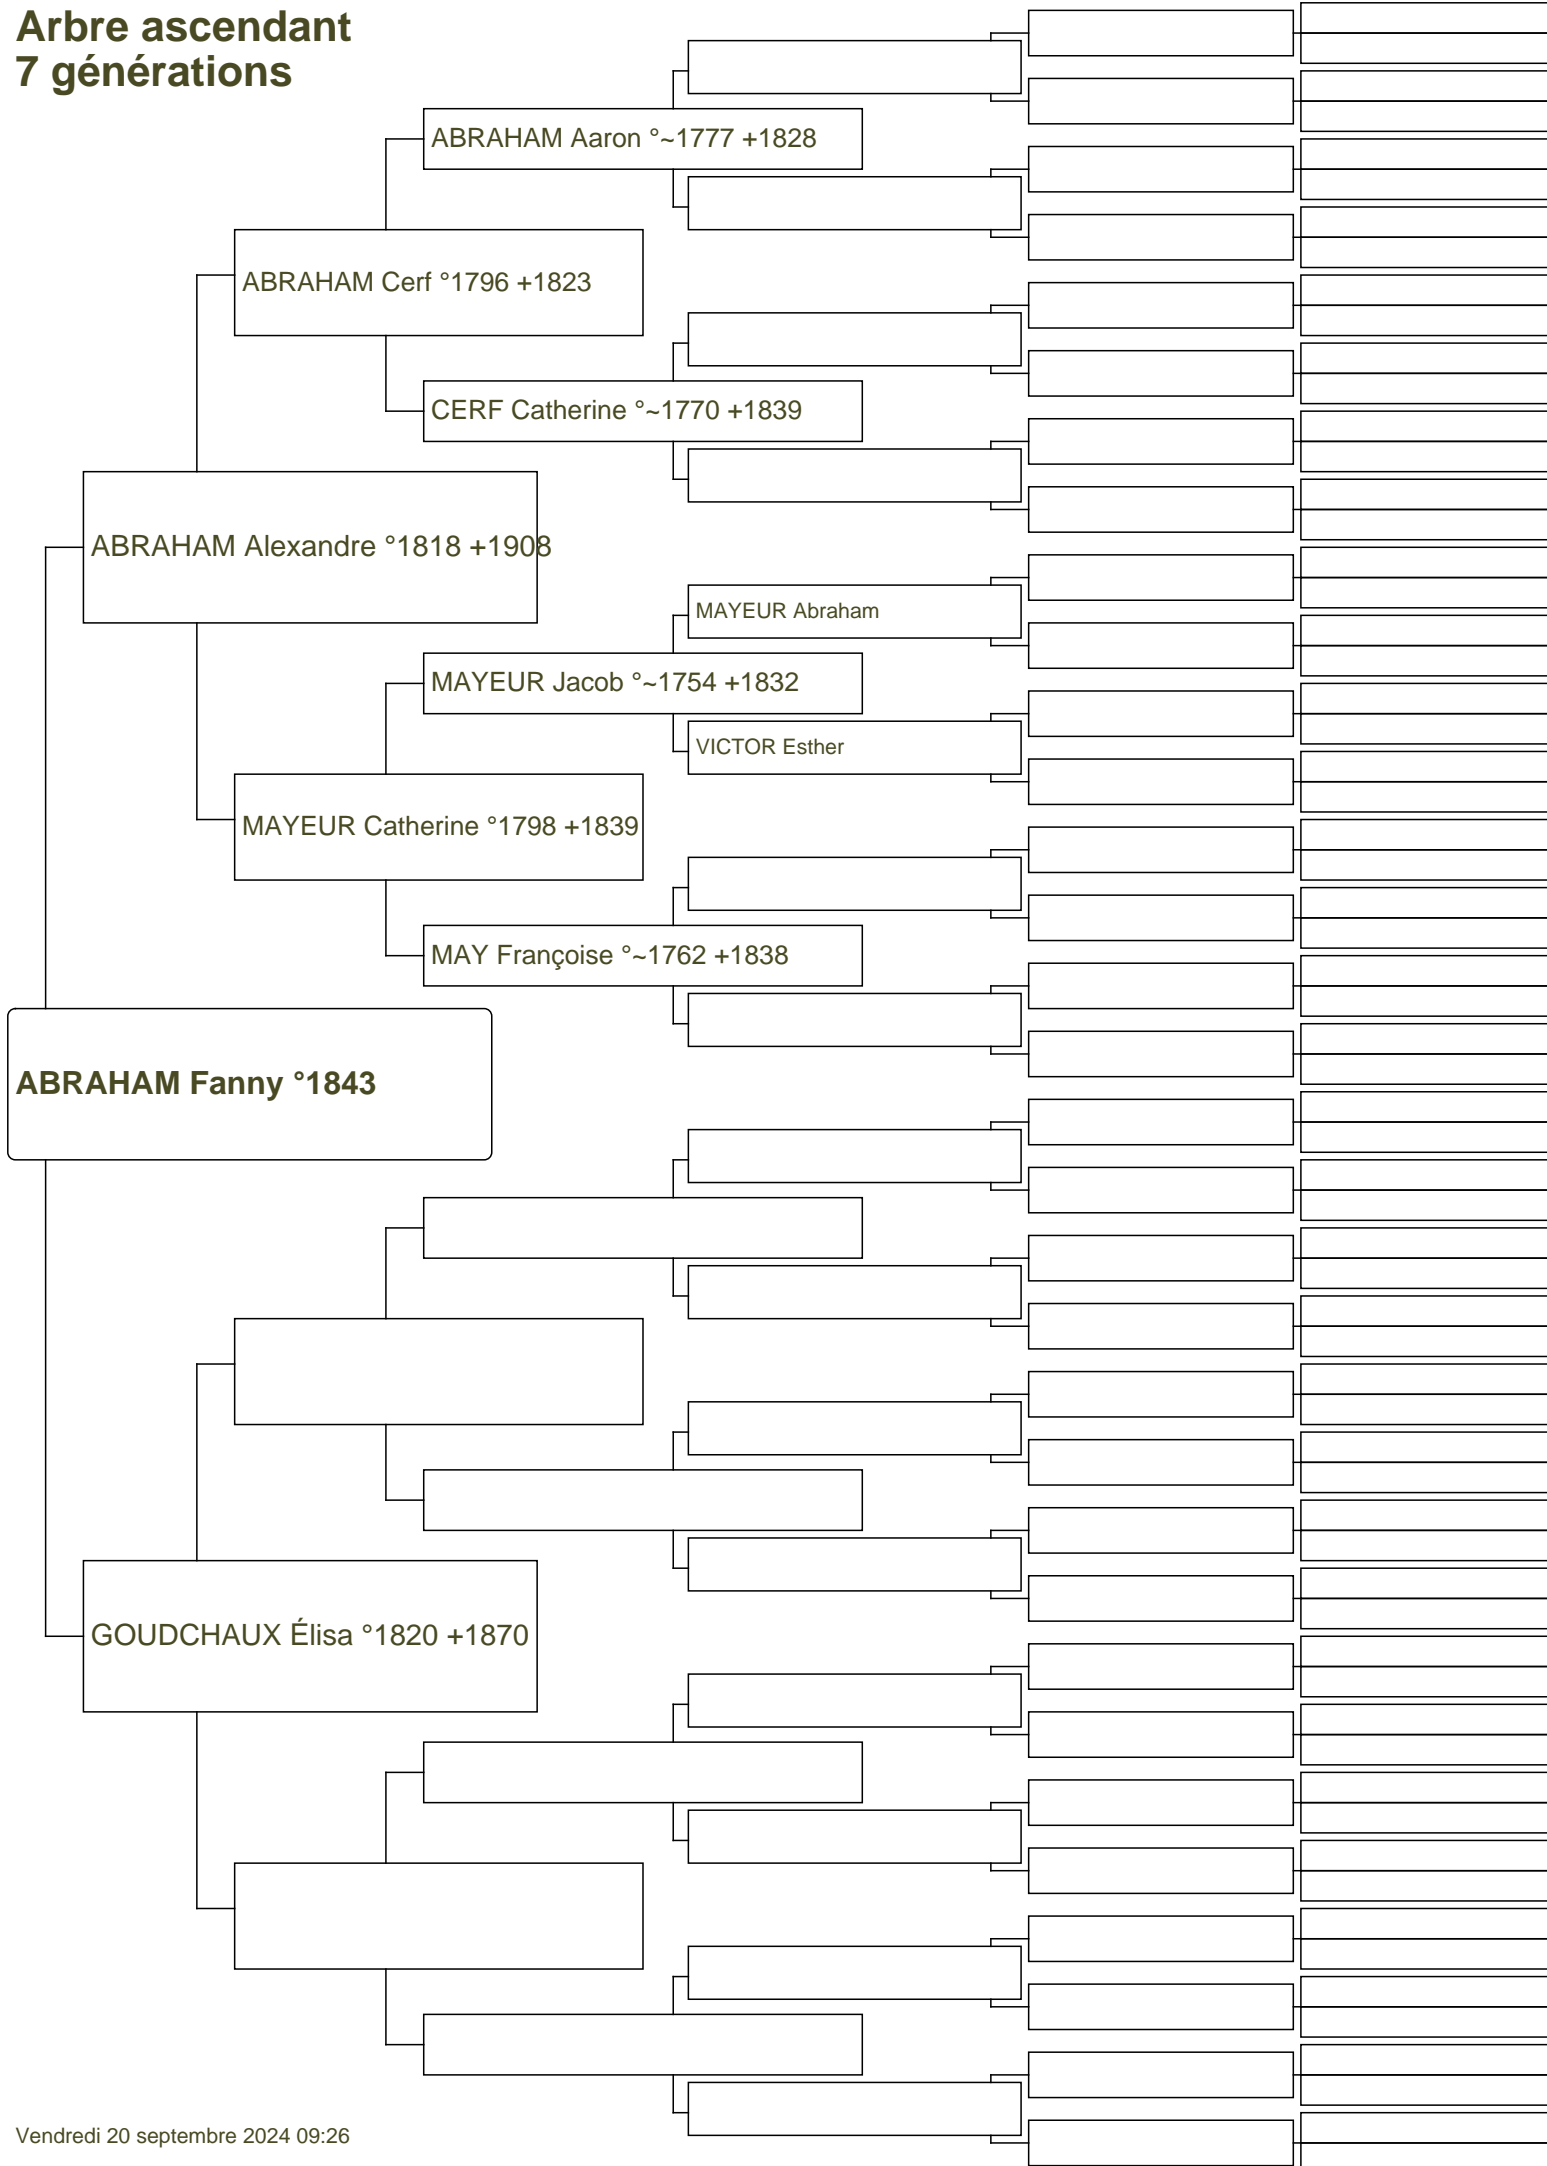 Arbre ascendant
7 générations
ABRAHAM Aaron °~1777 +1828
ABRAHAM Cerf °1796 +1823
CERF Catherine °~1770 +1839
ABRAHAM Alexandre °1818 +1908
MAYEUR Abraham
MAYEUR Jacob °~1754 +1832
VICTOR Esther
MAYEUR Catherine °1798 +1839
MAY Françoise °~1762 +1838
ABRAHAM Fanny °1843
GOUDCHAUX Élisa °1820 +1870
Vendredi 20 septembre 2024 09:26